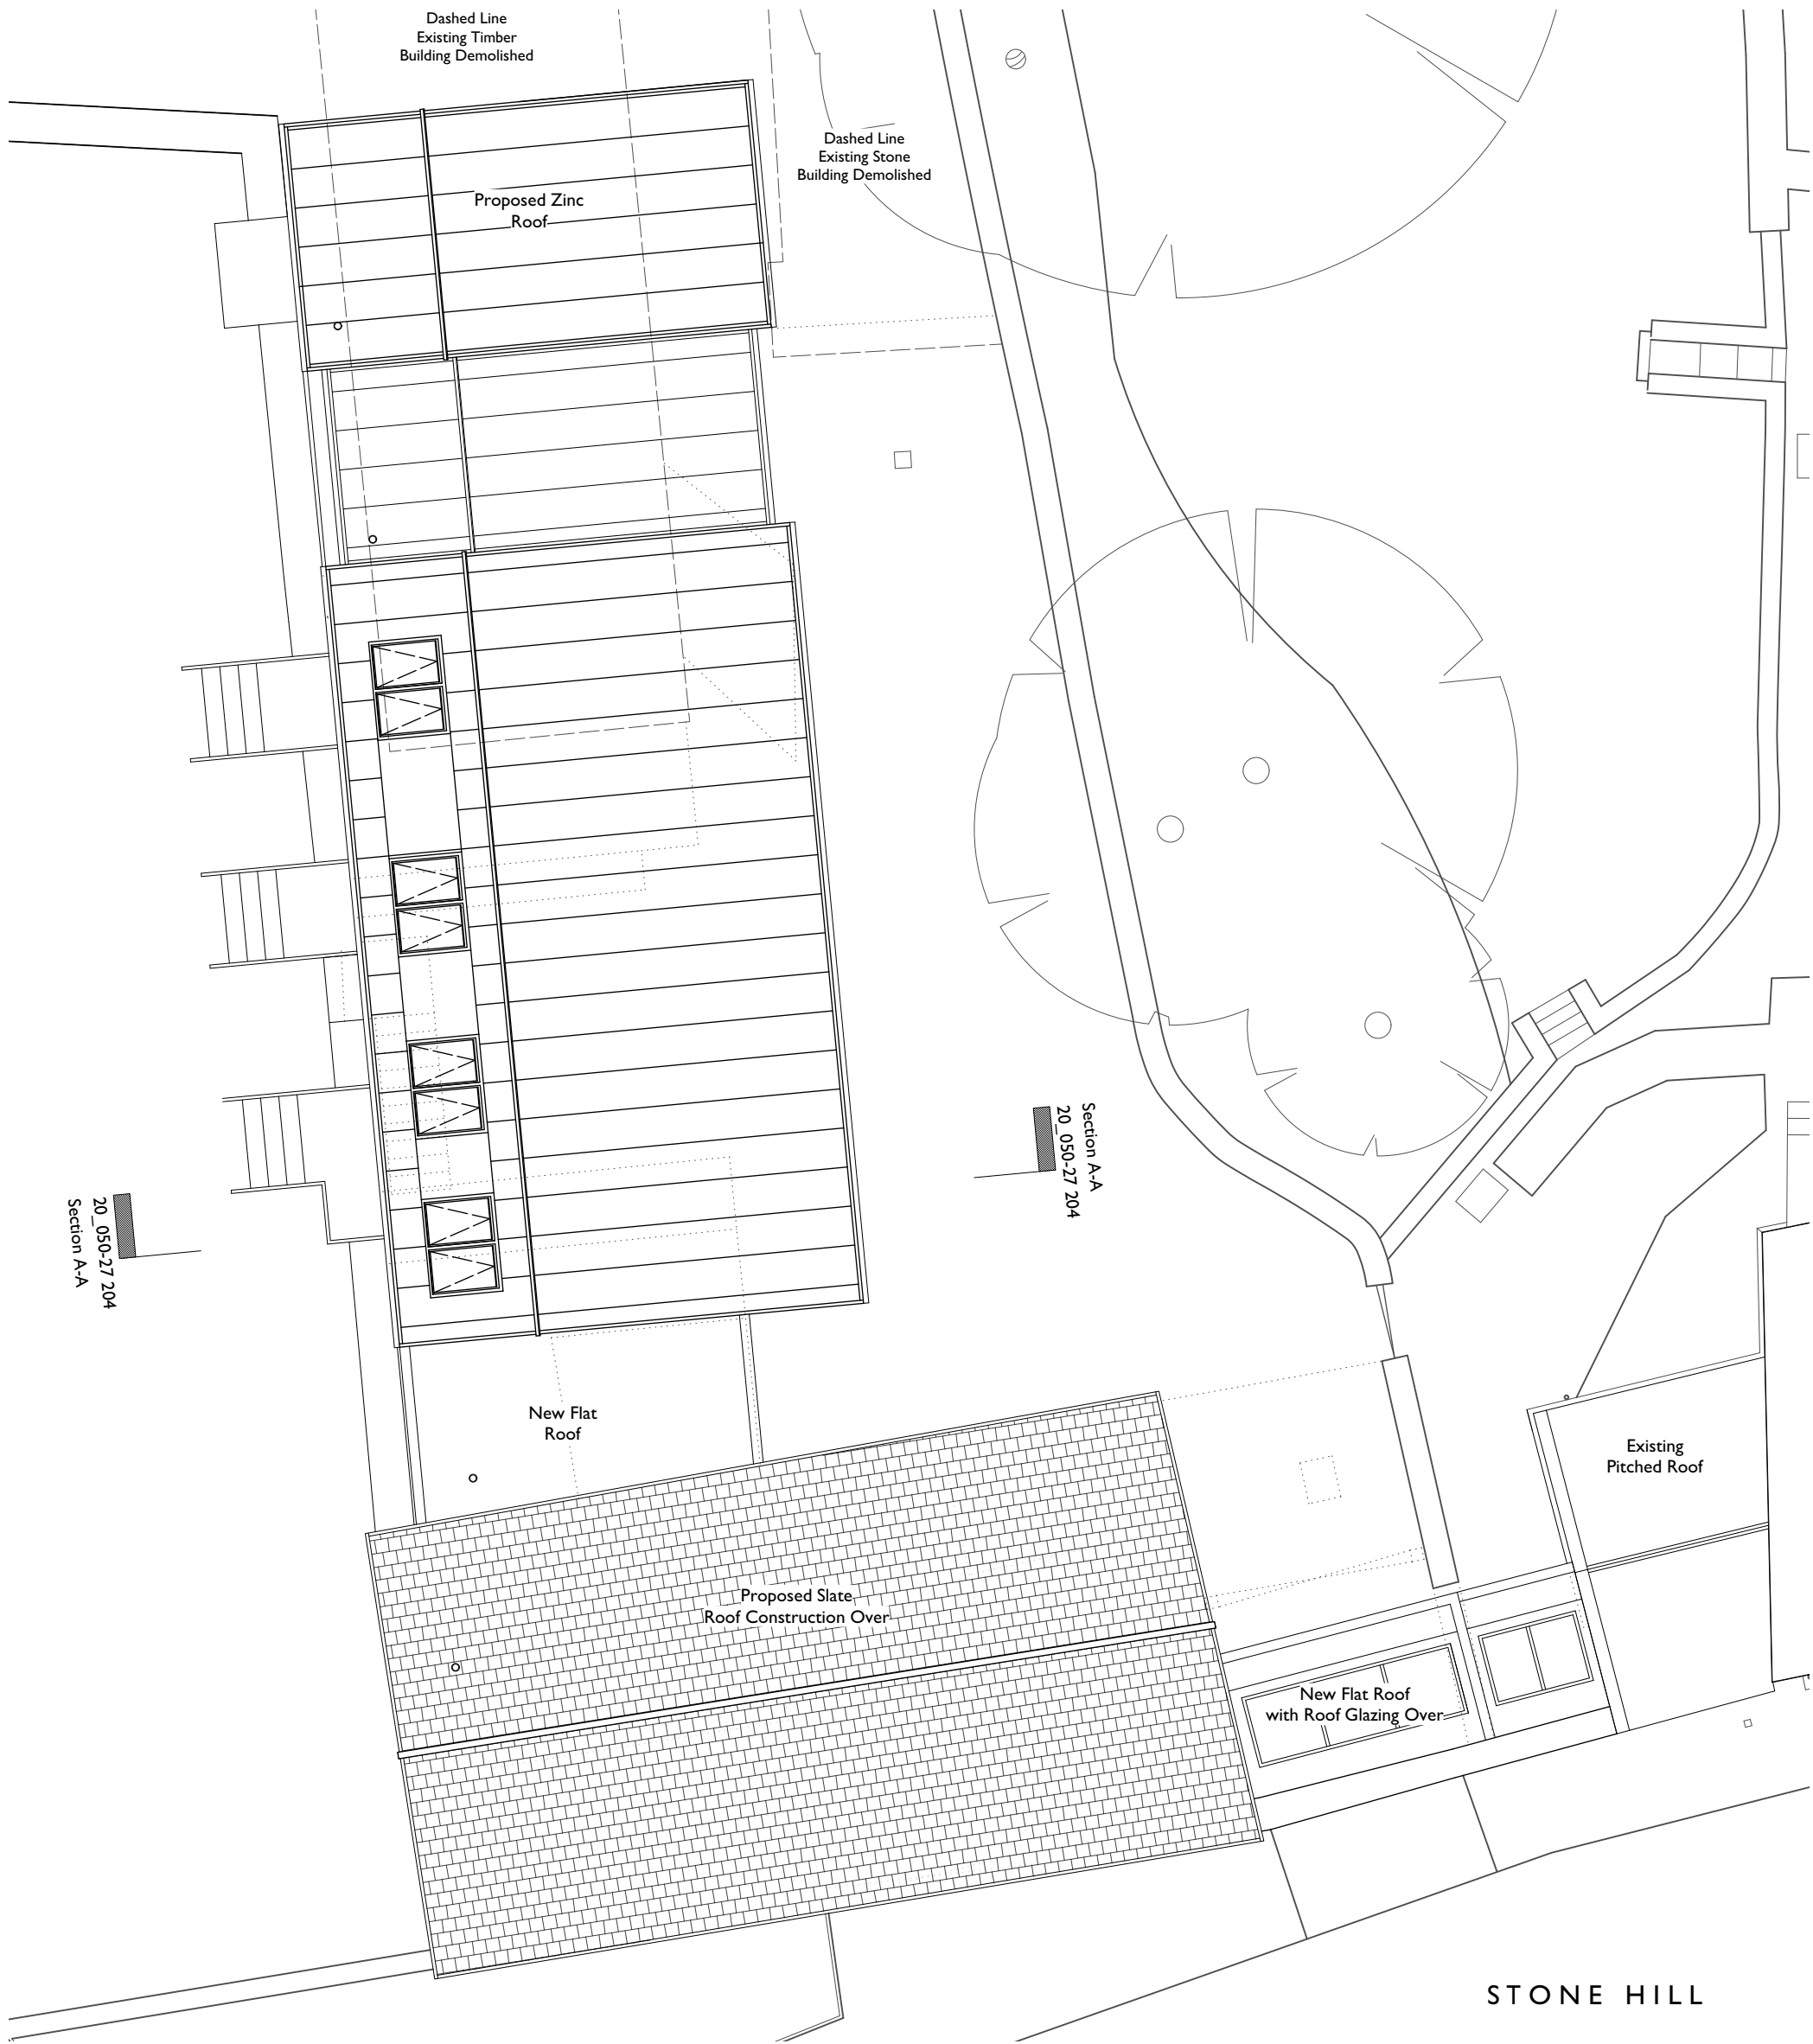 Dashed Line
Existing Timber
Building Demolished
Dashed Line
Existing Stone
Building Demolished
Proposed Zinc
Roof
Section A-A
20_050-27 204
20_050-27 204
Section A-A
New Flat
Roof
Existing
Pitched Roof
Proposed Slate
Roof Construction Over
New Flat Roof
with Roof Glazing Over
STONE HILL